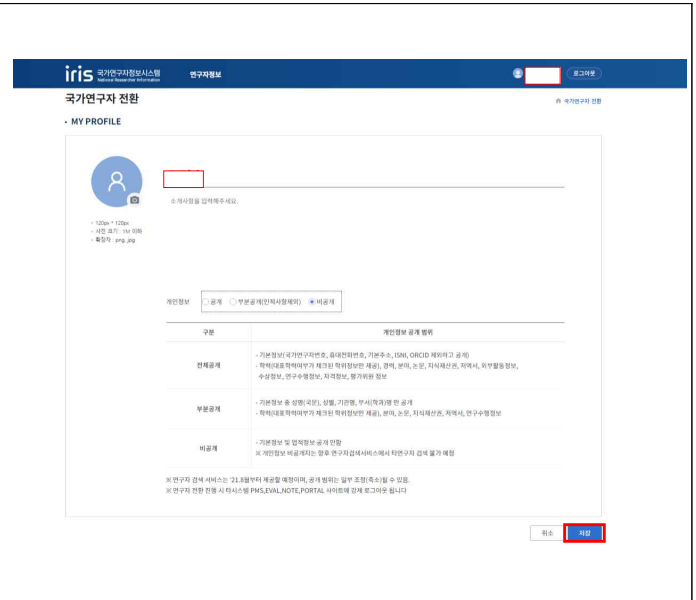 iris 국가연구자정보시스템 연구자정보 로그아웃
National Researcher Information
국가연구자 전환 국가연구자 전환
• MY PROFILE
소개사항을 입력해주세요.
- 120px * 120px
- 사진 크기 : 1M 이하
- 확장자 : png, jpg
개인정보 공개 부분공개(인적사항제외) 비공개
구분 개인정보 공개 범위
전체공개
- 기본정보(국가연구자번호, 휴대전화번호, 기본주소, ISNI, ORCID 제외하고 공개)
- 학력(대표학력여부가 체크된 학위정보만 제공), 경력, 분야, 논문, 지식재산권, 저역서, 외부활동정보,
수상정보, 연구수행정보, 자격정보, 평가위원 정보
부분공개
- 기본정보 중 성명(국문), 성별, 기관명, 부서(학과)명 만 공개
- 학력(대표학력여부가 체크된 학위정보만 제공), 분야, 논문, 지식재산권, 저역서, 연구수행정보
비공개
- 기본정보 및 업적정보 공개 안함
※ 개인정보 비공개자는 향후 연구자검색서비스에서 타연구자 검색 불가 예정
※ 연구자 검색 서비스는 '21.8월부터 제공할 예정이며, 공개 범위는 일부 조정(축소)될 수 있음.
※ 연구자 전환 진행 시 타시스템 PMS,EVAL,NOTE,PORTAL 사이트에 강제 로그아웃 됩니다
취소 저장